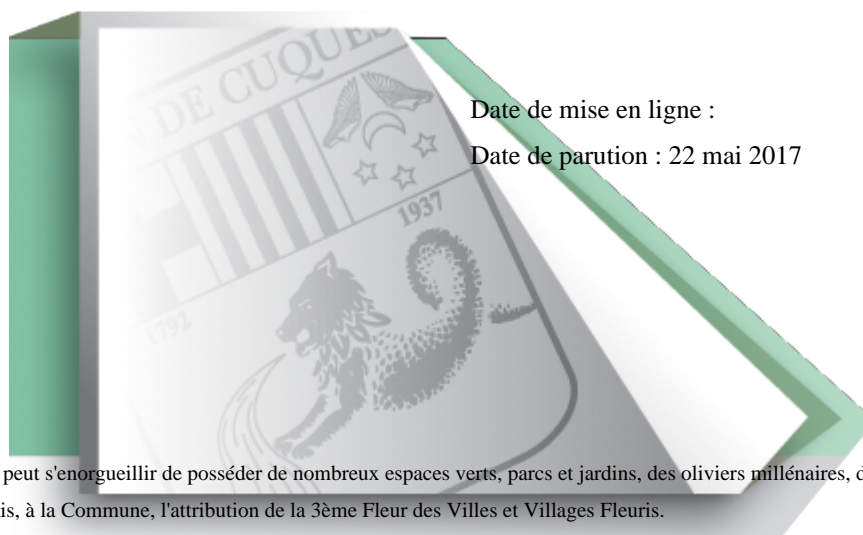 N DE CUQUES
1937
1792
Date de mise en ligne :
Date de parution : 22 mai 2017
peut s'enorgueillir de posséder de nombreux espaces verts, parcs et jardins, des oliviers millénaires, d
is, à la Commune, l'attribution de la 3ème Fleur des Villes et Villages Fleuris.